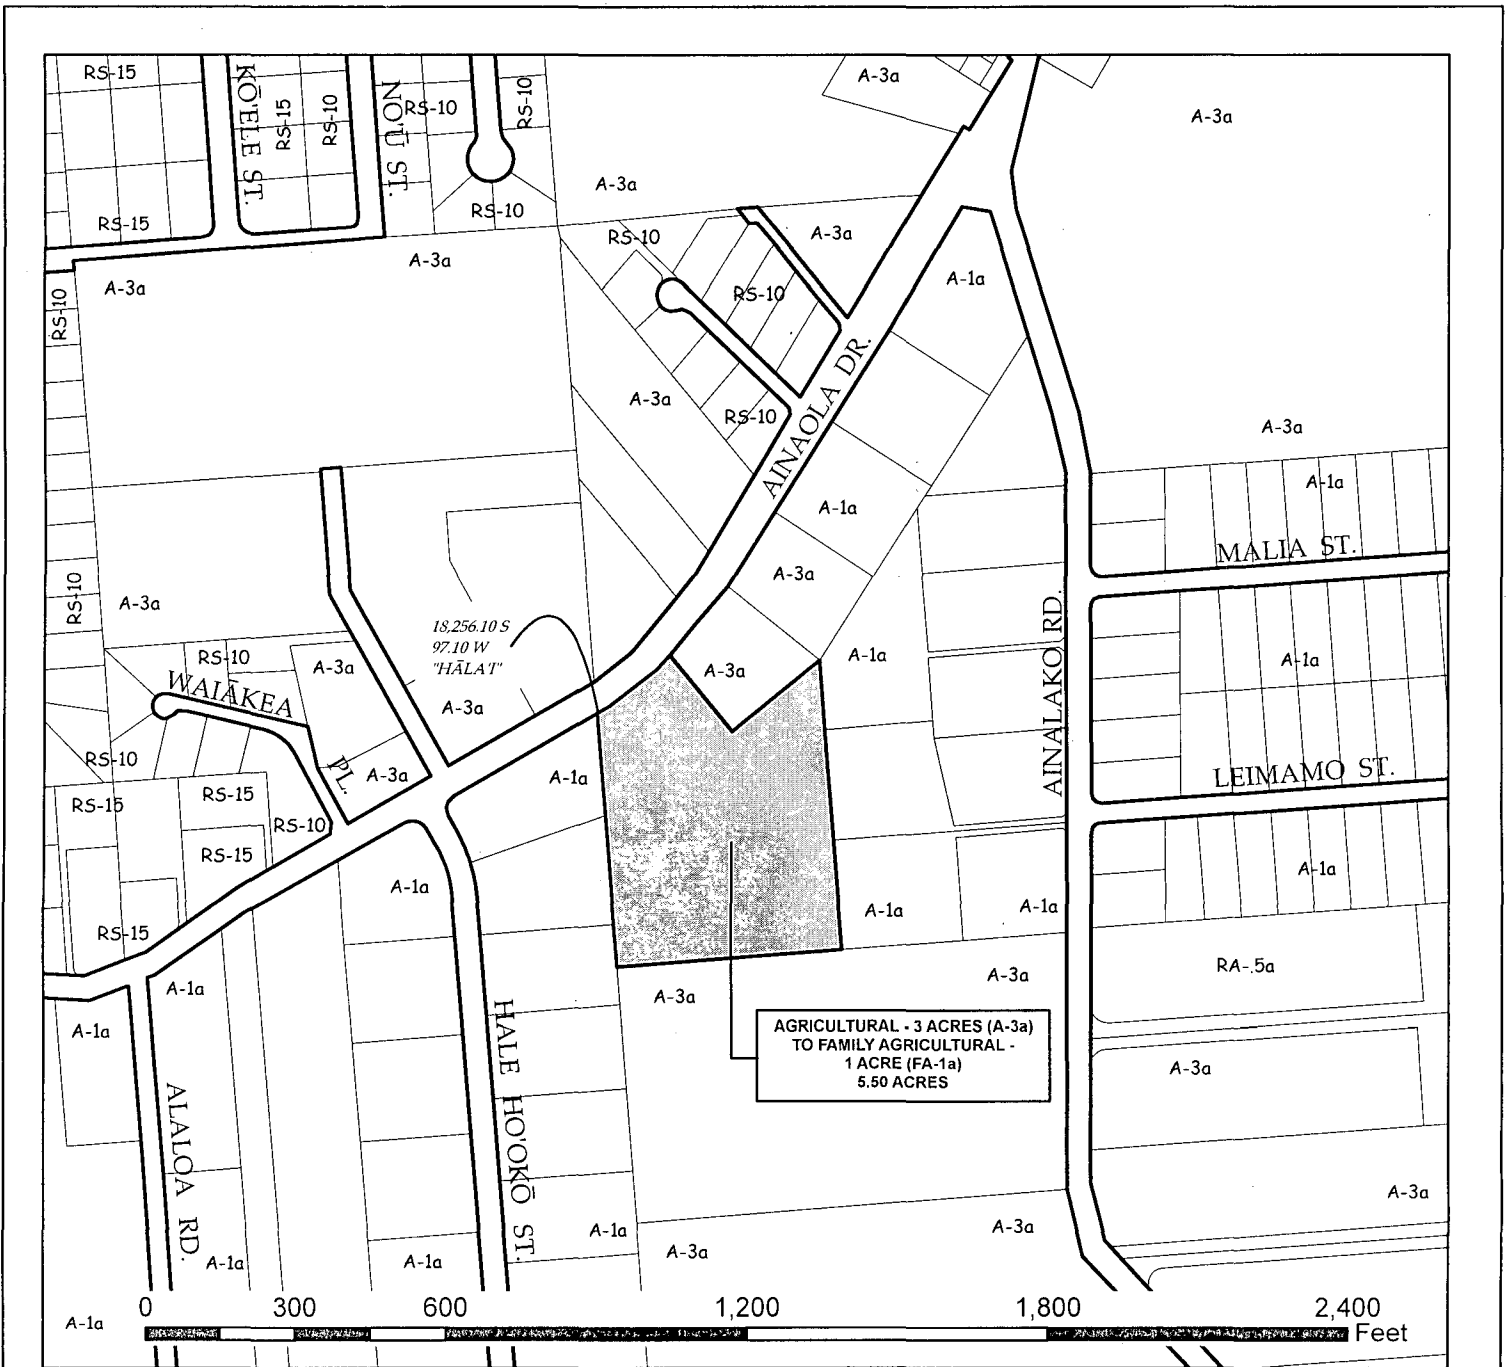 RS-15
KŌ'ELE ST.
RS-15
RS-10
NO'Ū ST.
RS-10
RS-10
A-3a
A-3a
RS-15
RS-10
A-3a
RS-10
A-3a
A-3a
A-3a
RS-10
A-3a
RS-10
A-1a
AINAOLA DR.
A-3a
RS-10
A-3a
A-1a
A-1a
MALIA ST.
RS-10
A-3a
A-3a
18,256.10 S
97.10 W
"HĀLA'I"
AINALAKO RD.
RS-10
A-3a
A-3a
A-1a
A-1a
WAIĀKEA
PL.
A-3a
RS-10
A-3a
A-1a
LEIMAMO ST.
RS-15
RS-15
RS-10
RS-15
A-1a
A-1a
A-1a
A-1a
RS-15
A-1a
A-3a
A-3a
RA-.5a
A-1a
HALE HO'OKŌ ST.
AGRICULTURAL - 3 ACRES (A-3a)
TO FAMILY AGRICULTURAL -
1 ACRE (FA-1a)
5.50 ACRES
A-3a
ALALOA RD.
A-3a
A-1a
A-1a
A-1a
A-3a
A-3a
A-1a
0 300 600 1,200 1,800 2,400
Feet